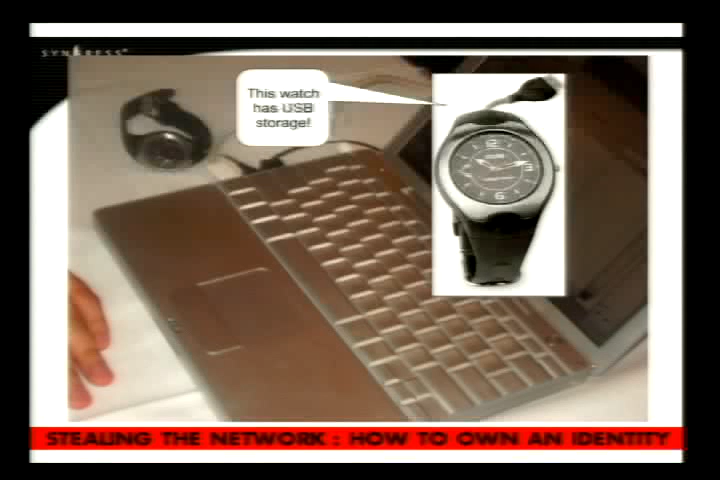 SYNGRESS
This watch
has USB
storage!
STEALING THE NETWORK : HOW TO OWN AN IDENTITY